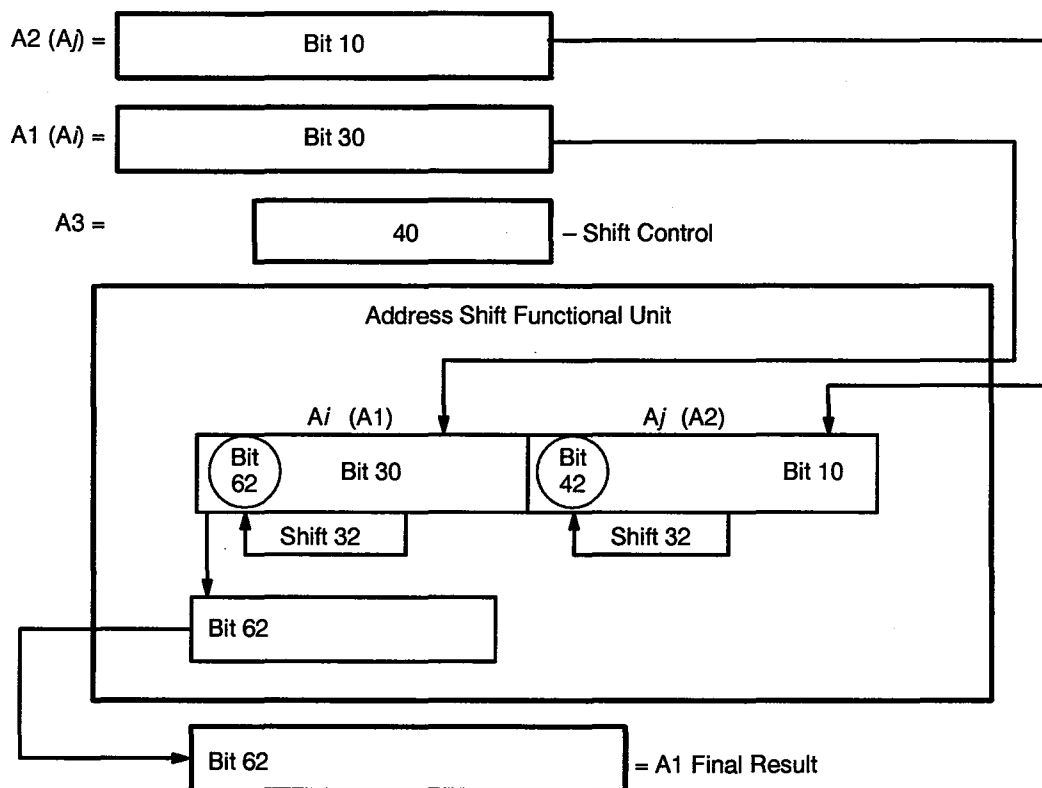 A2 (Aj) = Bit 10
A1 (Ai) = Bit 30
A3 = 40 – Shift Control
Address Shift Functional Unit
Ai (A1) Aj (A2)
Bit 62 Bit 30 Bit 42 Bit 10
Shift 32 Shift 32
Bit 62
Bit 62 = A1 Final Result